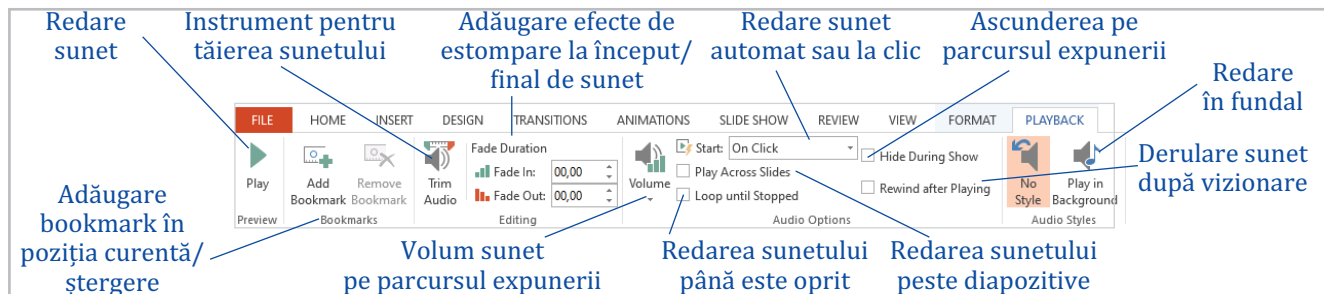 Redare
sunet
Instrument pentru
tăierea sunetului
Adăugare efecte de
estompare la început/
final de sunet
Redare sunet
automat sau la clic
Ascunderea pe
parcursul expunerii
Redare
în fundal
FILE HOME INSERT DESIGN TRANSITIONS ANIMATIONS SLIDE SHOW REVIEW VIEW FORMAT PLAYBACK
Play
Preview
Add
Bookmark
Remove
Bookmark
Bookmarks
Trim
Audio
Fade Duration
Fade In: 00,00
Fade Out: 00,00
Editing
Volume
Start: On Click
Play Across Slides
Loop until Stopped
Hide During Show
Rewind after Playing
Audio Options
No
Style
Play in
Background
Audio Styles
Derulare sunet
după vizionare
Adăugare
bookmark în
poziția curentă/
ștergere
Volum sunet
pe parcursul expunerii
Redarea sunetului
până este oprit
Redarea sunetului
peste diapozitive